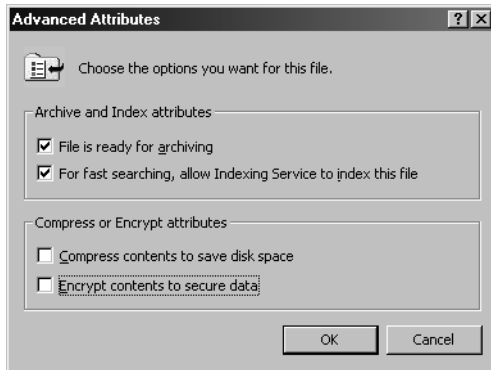 Advanced Attributes
Choose the options you want for this file.
Archive and Index attributes
File is ready for archiving
For fast searching, allow Indexing Service to index this file
Compress or Encrypt attributes
Compress contents to save disk space
Encrypt contents to secure data
OK Cancel